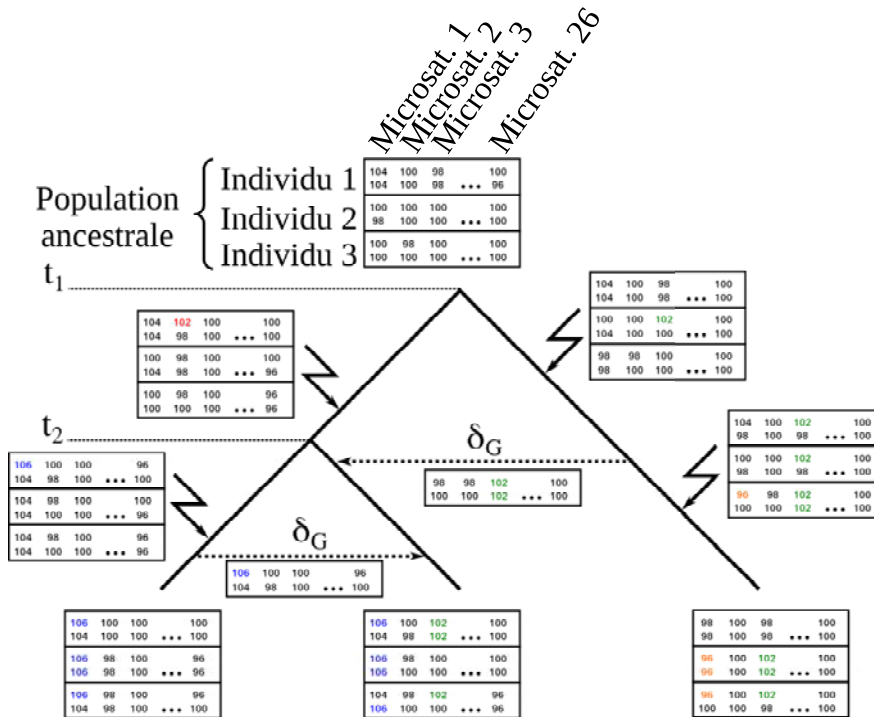 Microsat. 1
Microsat. 2
Microsat. 3
Microsat. 26
Population
ancestrale
Individu 1
Individu 2
Individu 3
104 100 98 100
104 100 98 ... 96
100 100 100 100
98 100 100 ... 100
100 98 100 100
100 100 100 ... 100
t1
104 102 100 100
104 98 100 ... 100
100 98 100 100
104 98 100 ... 96
100 98 100 96
100 100 100 ... 96
104 100 98 100
104 100 98 ... 100
100 100 102 100
104 100 100 ... 100
98 98 100 100
98 100 100 ... 100
t2
δG
98 98 102 100
100 100 102 ... 100
104 100 102 100
98 100 98 ... 100
100 100 102 100
98 100 98 ... 100
96 98 102 100
100 100 102 ... 100
106 100 100 96
104 98 100 ... 100
104 98 100 100
104 100 100 ... 96
104 98 100 96
104 100 100 ... 96
δG
106 100 100 96
104 98 100 ... 100
106 100 100 100
104 100 100 ... 100
106 98 100 96
106 98 100 ... 96
106 98 100 96
104 98 100 ... 100
106 100 102 100
104 98 102 ... 100
106 98 100 100
106 100 100 ... 100
104 98 102 96
106 100 100 ... 100
98 100 98 100
98 100 98 ... 100
96 100 102 100
96 100 102 ... 100
96 100 102 100
100 100 98 ... 100